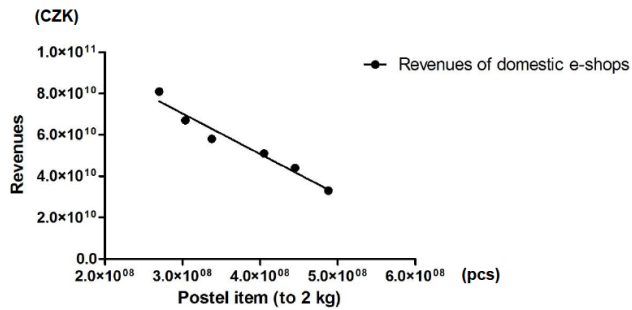 (CZK)
1.0×10¹¹
8.0×10¹⁰
6.0×10¹⁰
4.0×10¹⁰
2.0×10¹⁰
0.0
Revenues
Revenues of domestic e-shops
2.0×10⁰⁸ 3.0×10⁰⁸ 4.0×10⁰⁸ 5.0×10⁰⁸ 6.0×10⁰⁸ (pcs)
Postel item (to 2 kg)